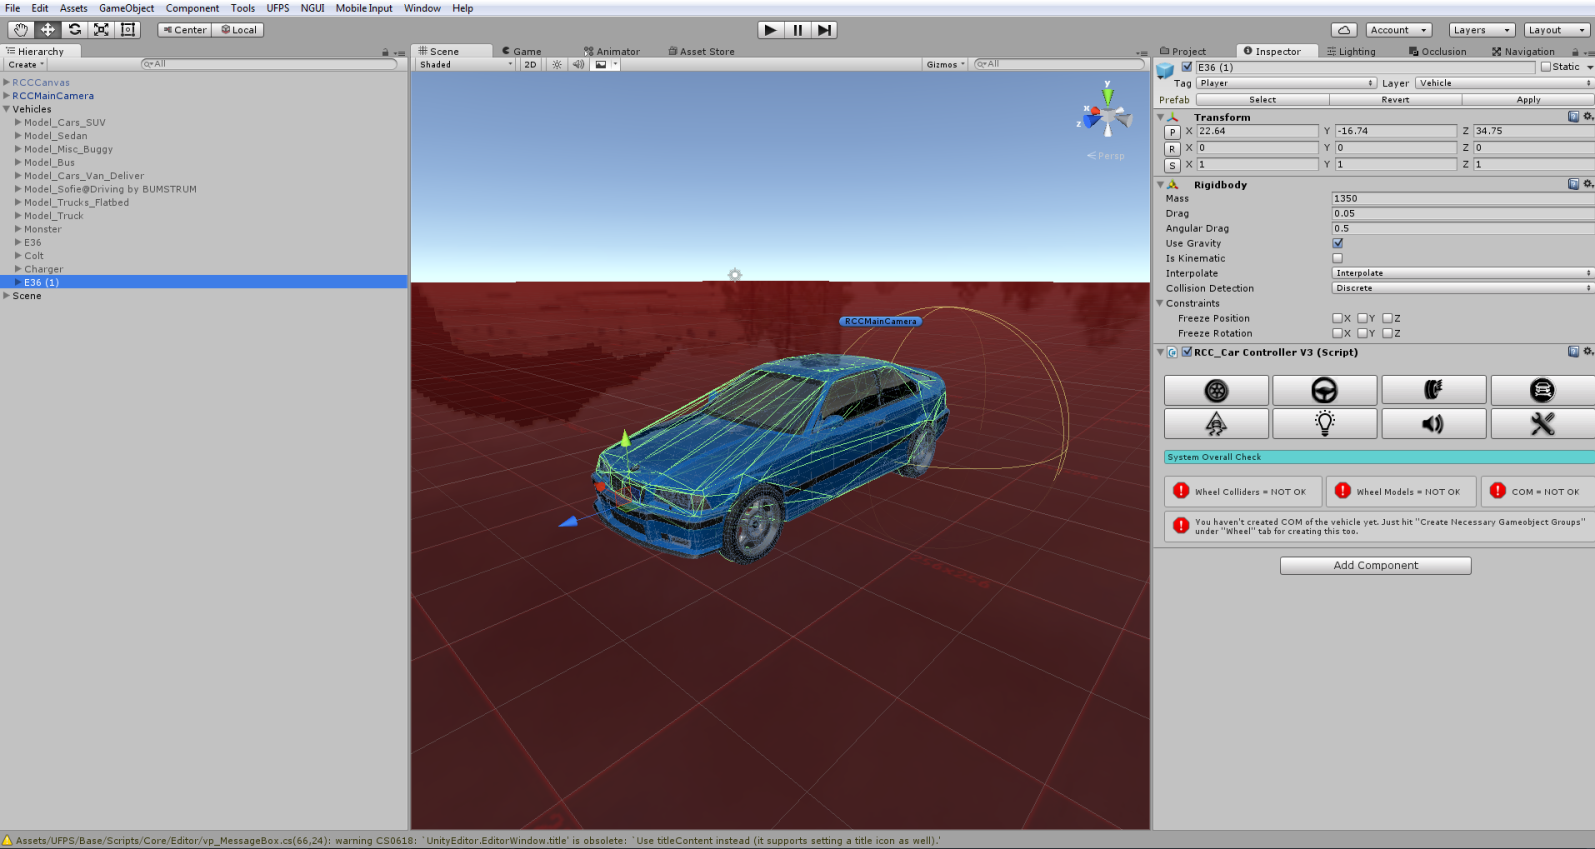 File Edit Assets GameObject Component Tools UFPS NGUI Mobile Input Window Help
Center Local Account Layers Layout
Hierarchy
Create All
RCCCanvas
RCCMainCamera
Vehicles
Model_Cars_SUV
Model_Sedan
Model_Misc_Buggy
Model_Bus
Model_Cars_Van_Deliver
Model_Sofie@Driving by BUMSTRUM
Model_Trucks_Flatbed
Model_Truck
Monster
E36
Colt
Charger
E36 (1)
Scene
Scene Game Animator Asset Store
Shaded 2D Gizmos All
y
x
z
Persp
RCCMainCamera
Project Inspector Lighting Occlusion Navigation
E36 (1) Static
Tag Player Layer Vehicle
Prefab Select Revert Apply
Transform
P X 22.64 Y -16.74 Z 34.75
R X 0 Y 0 Z 0
S X 1 Y 1 Z 1
Rigidbody
Mass 1350
Drag 0.05
Angular Drag 0.5
Use Gravity
Is Kinematic
Interpolate Interpolate
Collision Detection Discrete
Constraints
Freeze Position X Y Z
Freeze Rotation X Y Z
RCC_Car Controller V3 (Script)
System Overall Check
Wheel Colliders = NOT OK Wheel Models = NOT OK COM = NOT OK
You haven't created COM of the vehicle yet. Just hit "Create Necessary Gameobject Groups"
under "Wheel" tab for creating this too.
Add Component
Assets/UFPS/Base/Scripts/Core/Editor/vp_MessageBox.cs(66,24): warning CS0618: `UnityEditor.EditorWindow.title' is obsolete: `Use titleContent instead (it supports setting a title icon as well).'